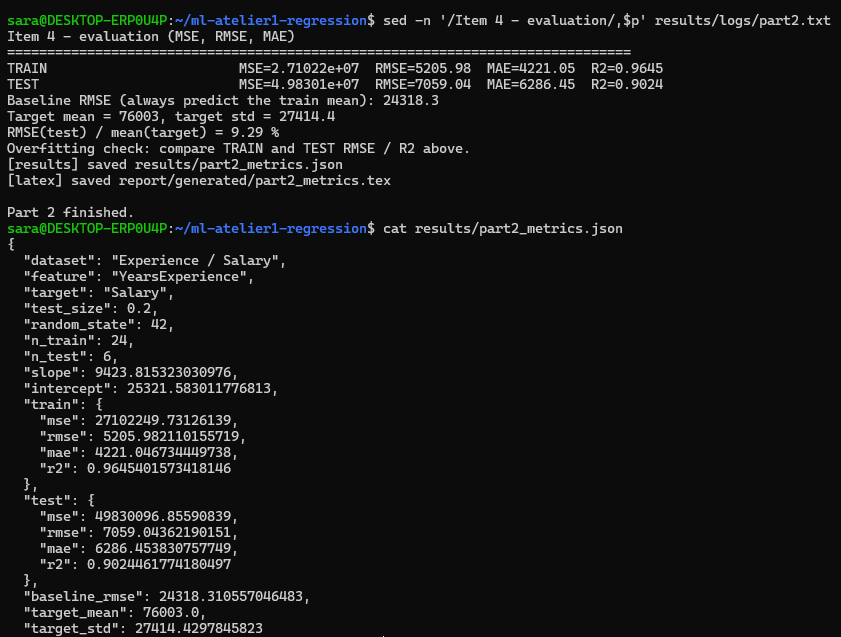 sara@DESKTOP-ERP0U4P:~/ml-atelier1-regression$ sed -n '/Item 4 - evaluation/,$p' results/logs/part2.txt
Item 4 - evaluation (MSE, RMSE, MAE)
==============================================================================
TRAIN                        MSE=2.71022e+07  RMSE=5205.98  MAE=4221.05  R2=0.9645
TEST                         MSE=4.98301e+07  RMSE=7059.04  MAE=6286.45  R2=0.9024
Baseline RMSE (always predict the train mean): 24318.3
Target mean = 76003, target std = 27414.4
RMSE(test) / mean(target) = 9.29 %
Overfitting check: compare TRAIN and TEST RMSE / R2 above.
[results] saved results/part2_metrics.json
[latex] saved report/generated/part2_metrics.tex

Part 2 finished.
sara@DESKTOP-ERP0U4P:~/ml-atelier1-regression$ cat results/part2_metrics.json
{
  "dataset": "Experience / Salary",
  "feature": "YearsExperience",
  "target": "Salary",
  "test_size": 0.2,
  "random_state": 42,
  "n_train": 24,
  "n_test": 6,
  "slope": 9423.815323030976,
  "intercept": 25321.583011776813,
  "train": {
    "mse": 27102249.73126139,
    "rmse": 5205.982110155719,
    "mae": 4221.046734449738,
    "r2": 0.9645401573418146
  },
  "test": {
    "mse": 49830096.85590839,
    "rmse": 7059.04362190151,
    "mae": 6286.453830757749,
    "r2": 0.9024461774180497
  },
  "baseline_rmse": 24318.310557046483,
  "target_mean": 76003.0,
  "target_std": 27414.4297845823